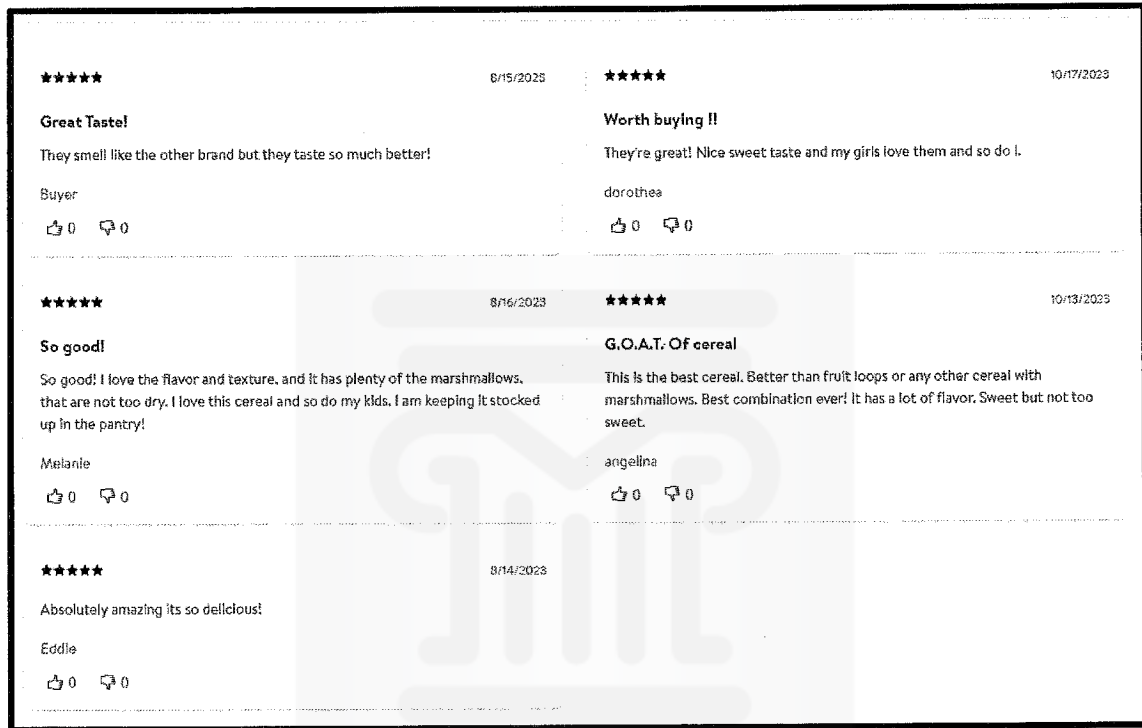 ★★★★★ 8/15/2023
Great Taste!
They smell like the other brand but they taste so much better!
Buyer
0 0
★★★★★ 10/17/2023
Worth buying !!
They're great! Nice sweet taste and my girls love them and so do I.
dorothea
0 0
★★★★★ 8/16/2023
So good!
So good! I love the flavor and texture, and it has plenty of the marshmallows,
that are not too dry. I love this cereal and so do my kids. I am keeping it stocked
up in the pantry!
Melanie
0 0
★★★★★ 10/13/2023
G.O.A.T. Of cereal
This is the best cereal. Better than fruit loops or any other cereal with
marshmallows. Best combination ever! It has a lot of flavor. Sweet but not too
sweet.
angelina
0 0
★★★★★ 8/14/2023
Absolutely amazing its so delicious!
Eddie
0 0